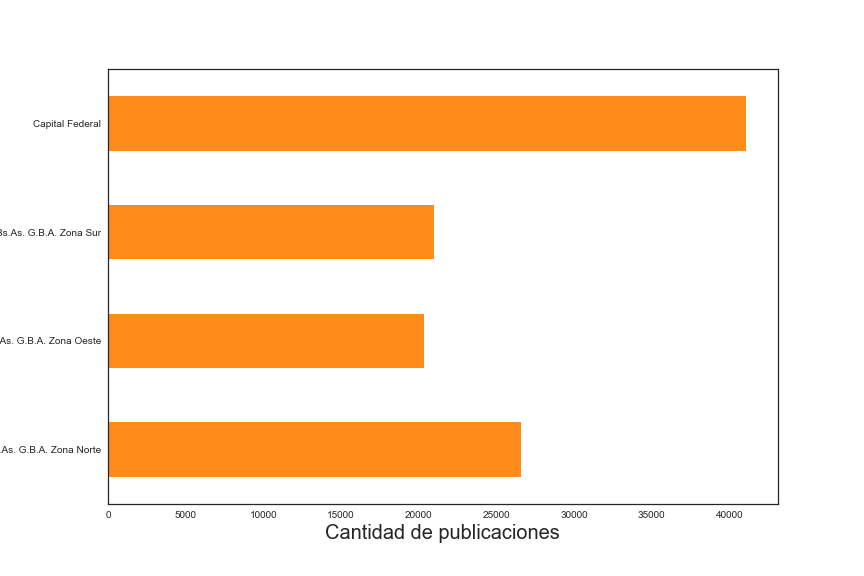 Capital Federal
Bs.As. G.B.A. Zona Sur
As. G.B.A. Zona Oeste
.As. G.B.A. Zona Norte
0 5000 10000 15000 20000 25000 30000 35000 40000
Cantidad de publicaciones